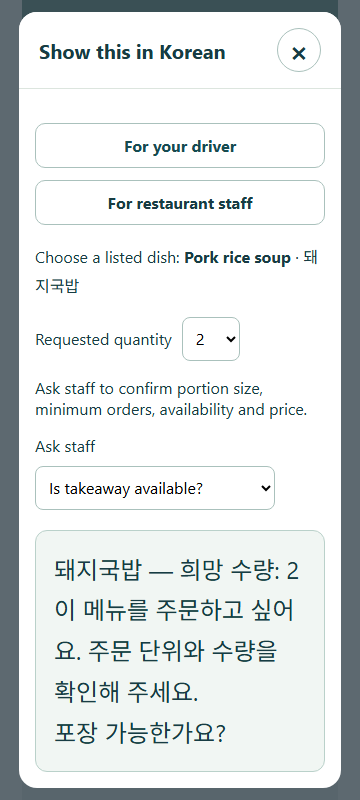 Show this in Korean
×
For your driver
For restaurant staff
Choose a listed dish: Pork rice soup · 돼
지국밥
Requested quantity 2
Ask staff to confirm portion size,
minimum orders, availability and price.
Ask staff
Is takeaway available?
돼지국밥 — 희망 수량: 2
이 메뉴를 주문하고 싶어
요. 주문 단위와 수량을
확인해 주세요.
포장 가능한가요?